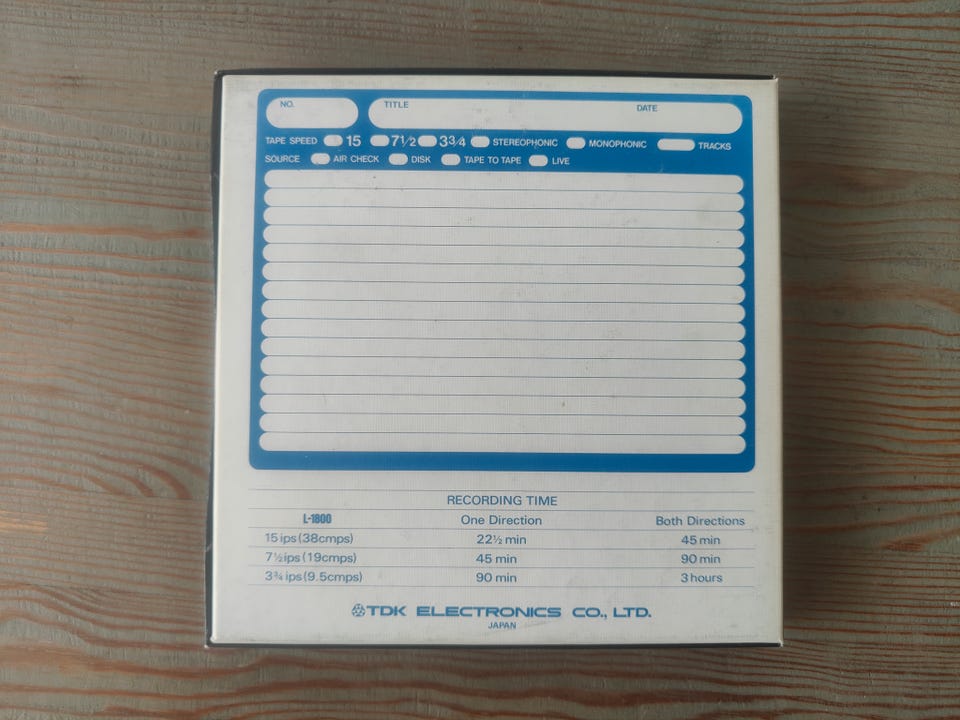 NO. TITLE DATE
TAPE SPEED 15 7½ 3¾ STEREOPHONIC MONOPHONIC TRACKS
SOURCE AIR CHECK DISK TAPE TO TAPE LIVE
RECORDING TIME
L-1800 One Direction Both Directions
15 ips (38cmps) 22½ min 45 min
7½ips (19cmps) 45 min 90 min
3¾ ips (9.5cmps) 90 min 3 hours
TDK ELECTRONICS CO., LTD.
JAPAN